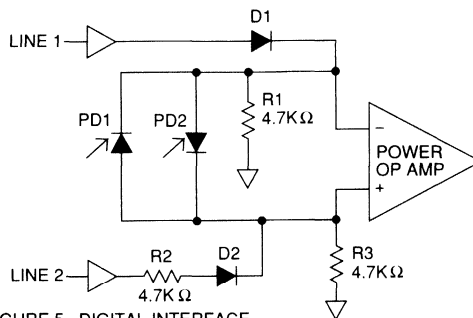 D1
LINE 1
R1
4.7KΩ
PD1
PD2
−
POWER
OP AMP
+
R2
D2
LINE 2
4.7KΩ
R3
4.7KΩ
FIGURE 5. DIGITAL INTERFACE